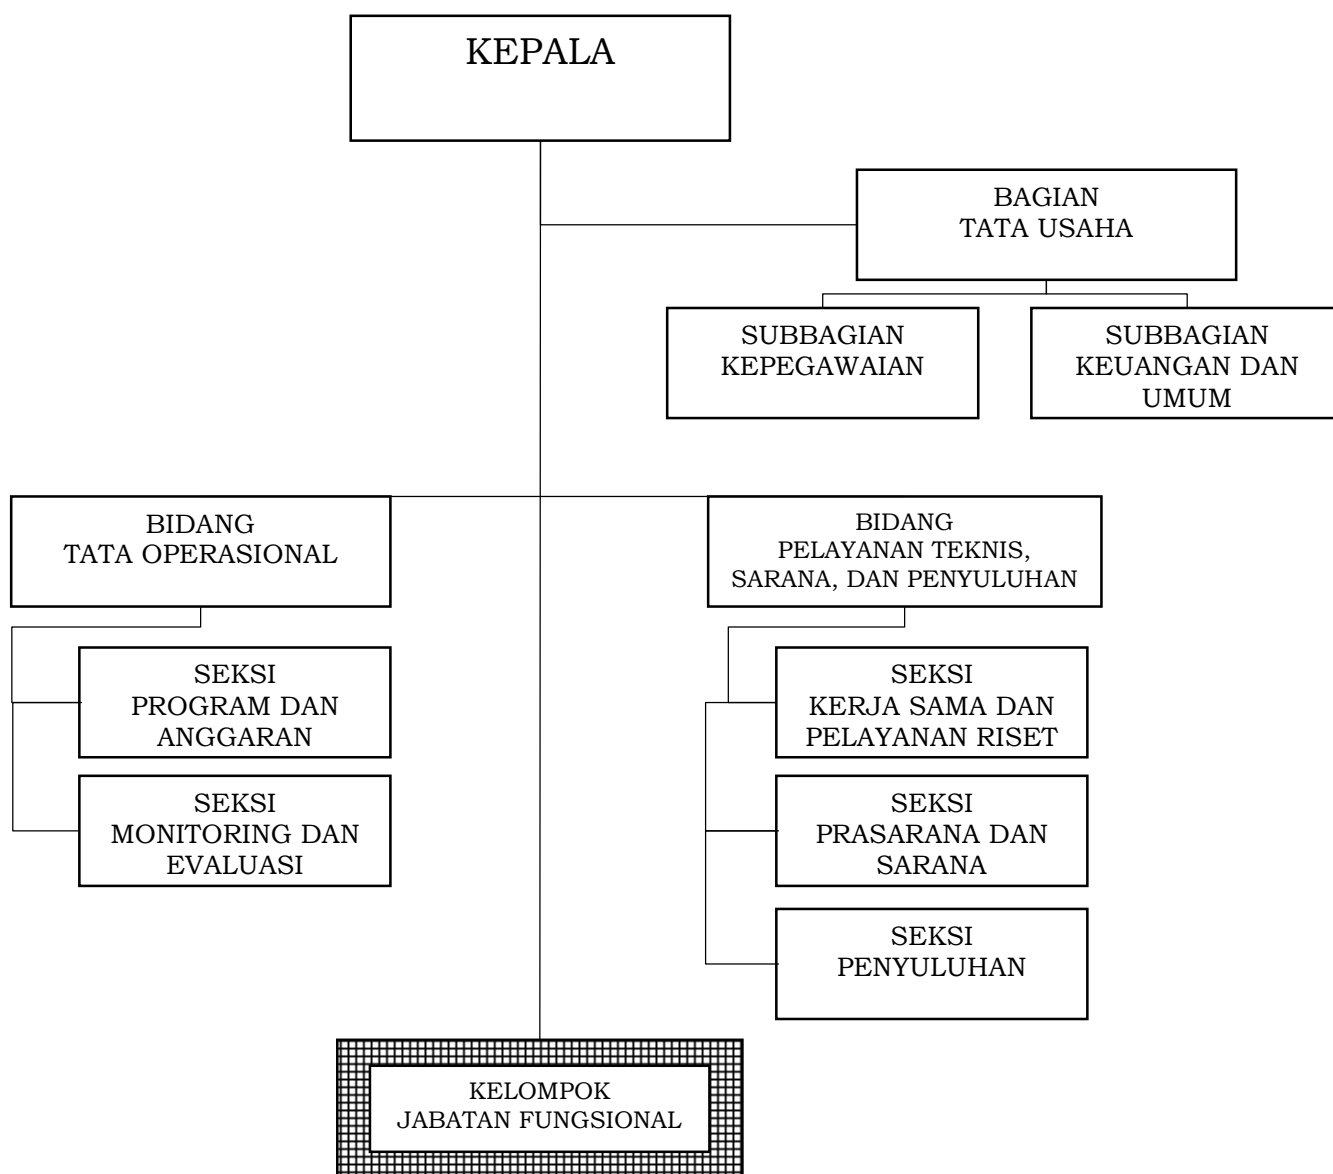 KEPALA
BAGIAN
TATA USAHA
SUBBAGIAN
KEPEGAWAIAN
SUBBAGIAN
KEUANGAN DAN
UMUM
BIDANG
TATA OPERASIONAL
BIDANG
PELAYANAN TEKNIS,
SARANA, DAN PENYULUHAN
SEKSI
PROGRAM DAN
ANGGARAN
SEKSI
MONITORING DAN
EVALUASI
SEKSI
KERJA SAMA DAN
PELAYANAN RISET
SEKSI
PRASARANA DAN
SARANA
SEKSI
PENYULUHAN
KELOMPOK
JABATAN FUNGSIONAL